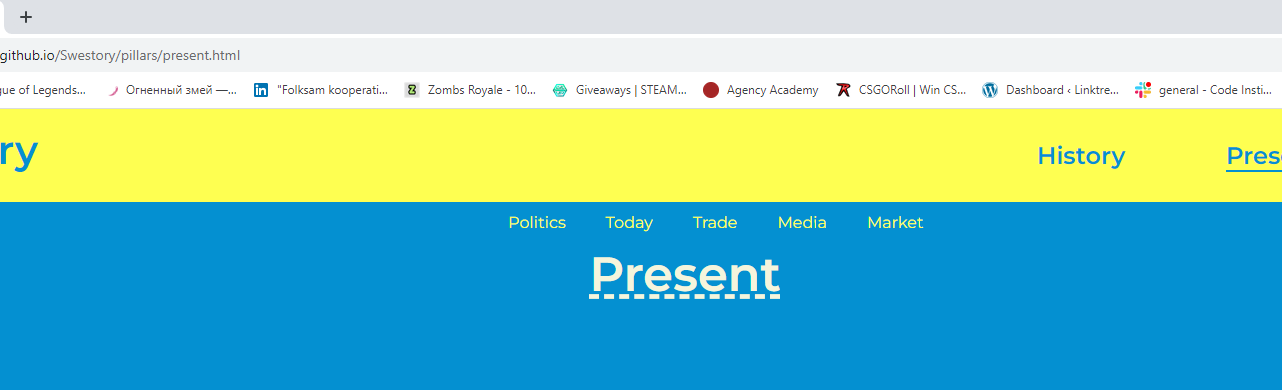 +
github.io/Swestory/pillars/present.html
gue of Legends... Огненный змей —... "Folksam kooperati... Zombs Royale - 10... Giveaways | STEAM... Agency Academy CSGORoll | Win CS... Dashboard ‹ Linktre... general - Code Insti...
ry History Prese
Politics Today Trade Media Market
Present